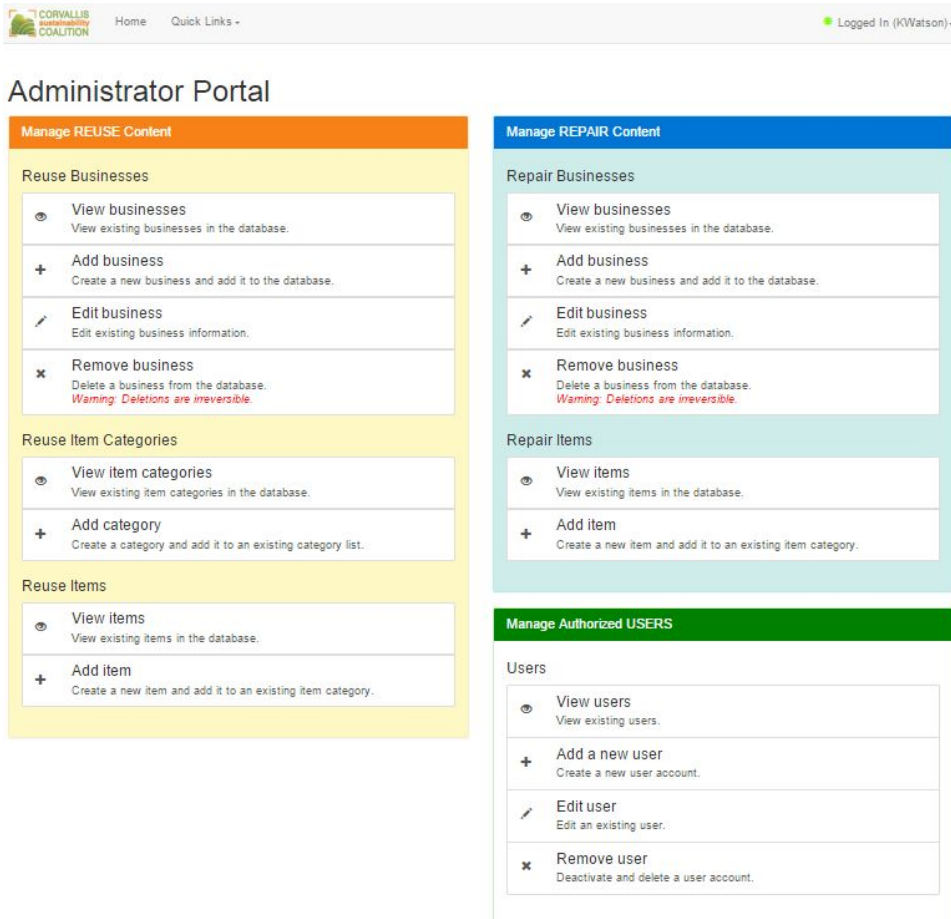 CORVALLIS
sustainability
COALITION
Home
Quick Links
Logged In (KWatson)
Administrator Portal
Manage REUSE Content
Reuse Businesses
View businesses
View existing businesses in the database.
Add business
Create a new business and add it to the database.
Edit business
Edit existing business information.
Remove business
Delete a business from the database.
Warning: Deletions are irreversible.
Reuse Item Categories
View item categories
View existing item categories in the database.
Add category
Create a category and add it to an existing category list.
Reuse Items
View items
View existing items in the database.
Add item
Create a new item and add it to an existing item category.
Manage REPAIR Content
Repair Businesses
View businesses
View existing businesses in the database.
Add business
Create a new business and add it to the database.
Edit business
Edit existing business information.
Remove business
Delete a business from the database.
Warning: Deletions are irreversible.
Repair Items
View items
View existing items in the database.
Add item
Create a new item and add it to an existing item category.
Manage Authorized USERS
Users
View users
View existing users.
Add a new user
Create a new user account.
Edit user
Edit an existing user.
Remove user
Deactivate and delete a user account.